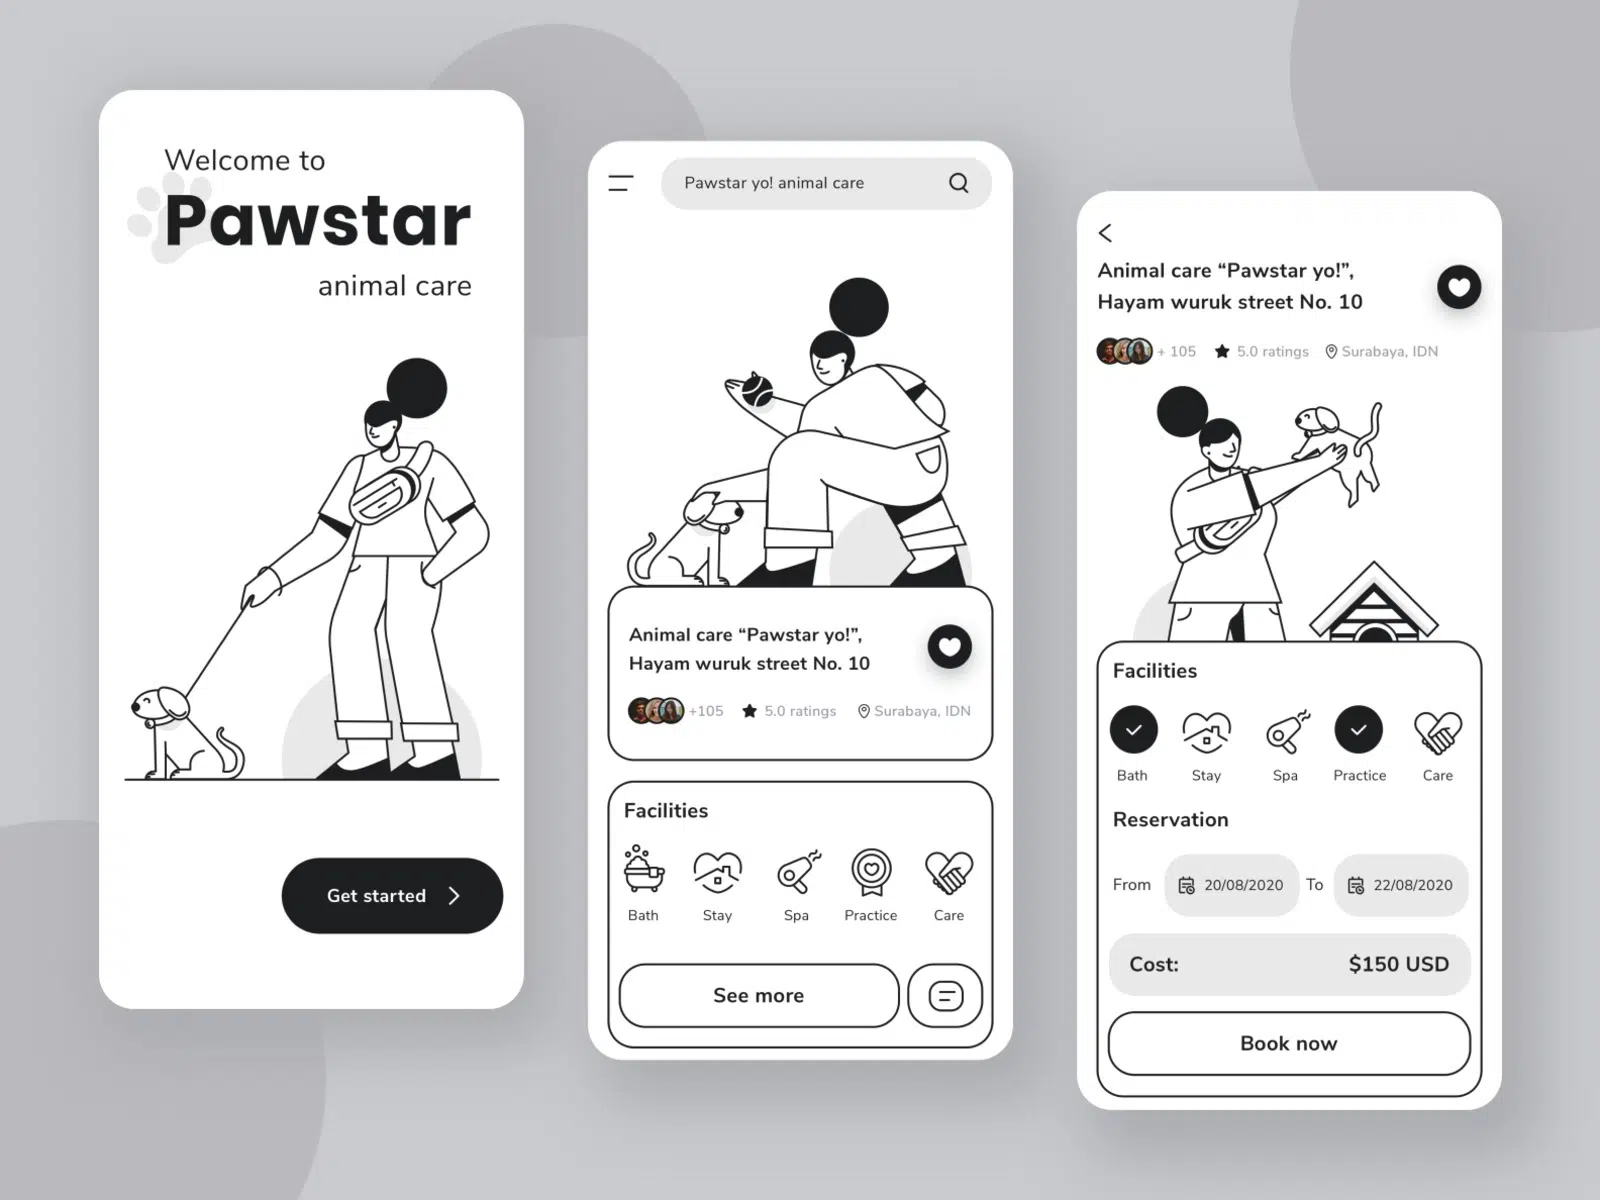 Welcome to
Pawstar
animal care
Get started
Pawstar yo! animal care
Animal care “Pawstar yo!”,
Hayam wuruk street No. 10
+105
5.0 ratings
Surabaya, IDN
Facilities
Bath
Stay
Spa
Practice
Care
See more
Animal care “Pawstar yo!”,
Hayam wuruk street No. 10
+ 105
5.0 ratings
Surabaya, IDN
Facilities
Bath
Stay
Spa
Practice
Care
Reservation
From
20/08/2020
To
22/08/2020
Cost:
$150 USD
Book now